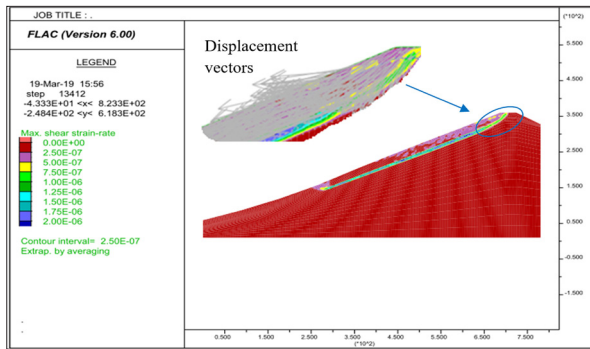 JOB TITLE : .
FLAC (Version 6.00)
LEGEND
19-Mar-19 15:56
step 13412
-4.333E+01 <x< 8.233E+02
-2.484E+02 <y< 6.183E+02
Max. shear strain-rate
0.00E+00
2.50E-07
5.00E-07
7.50E-07
1.00E-06
1.25E-06
1.50E-06
1.75E-06
2.00E-06
Contour interval= 2.50E-07
Extrap. by averaging
Displacement
vectors
(*10^2)
5.500
4.500
3.500
2.500
1.500
0.500
-0.500
-1.500
0.500 1.500 2.500 3.500 4.500 5.500 6.500 7.500
(*10^2)